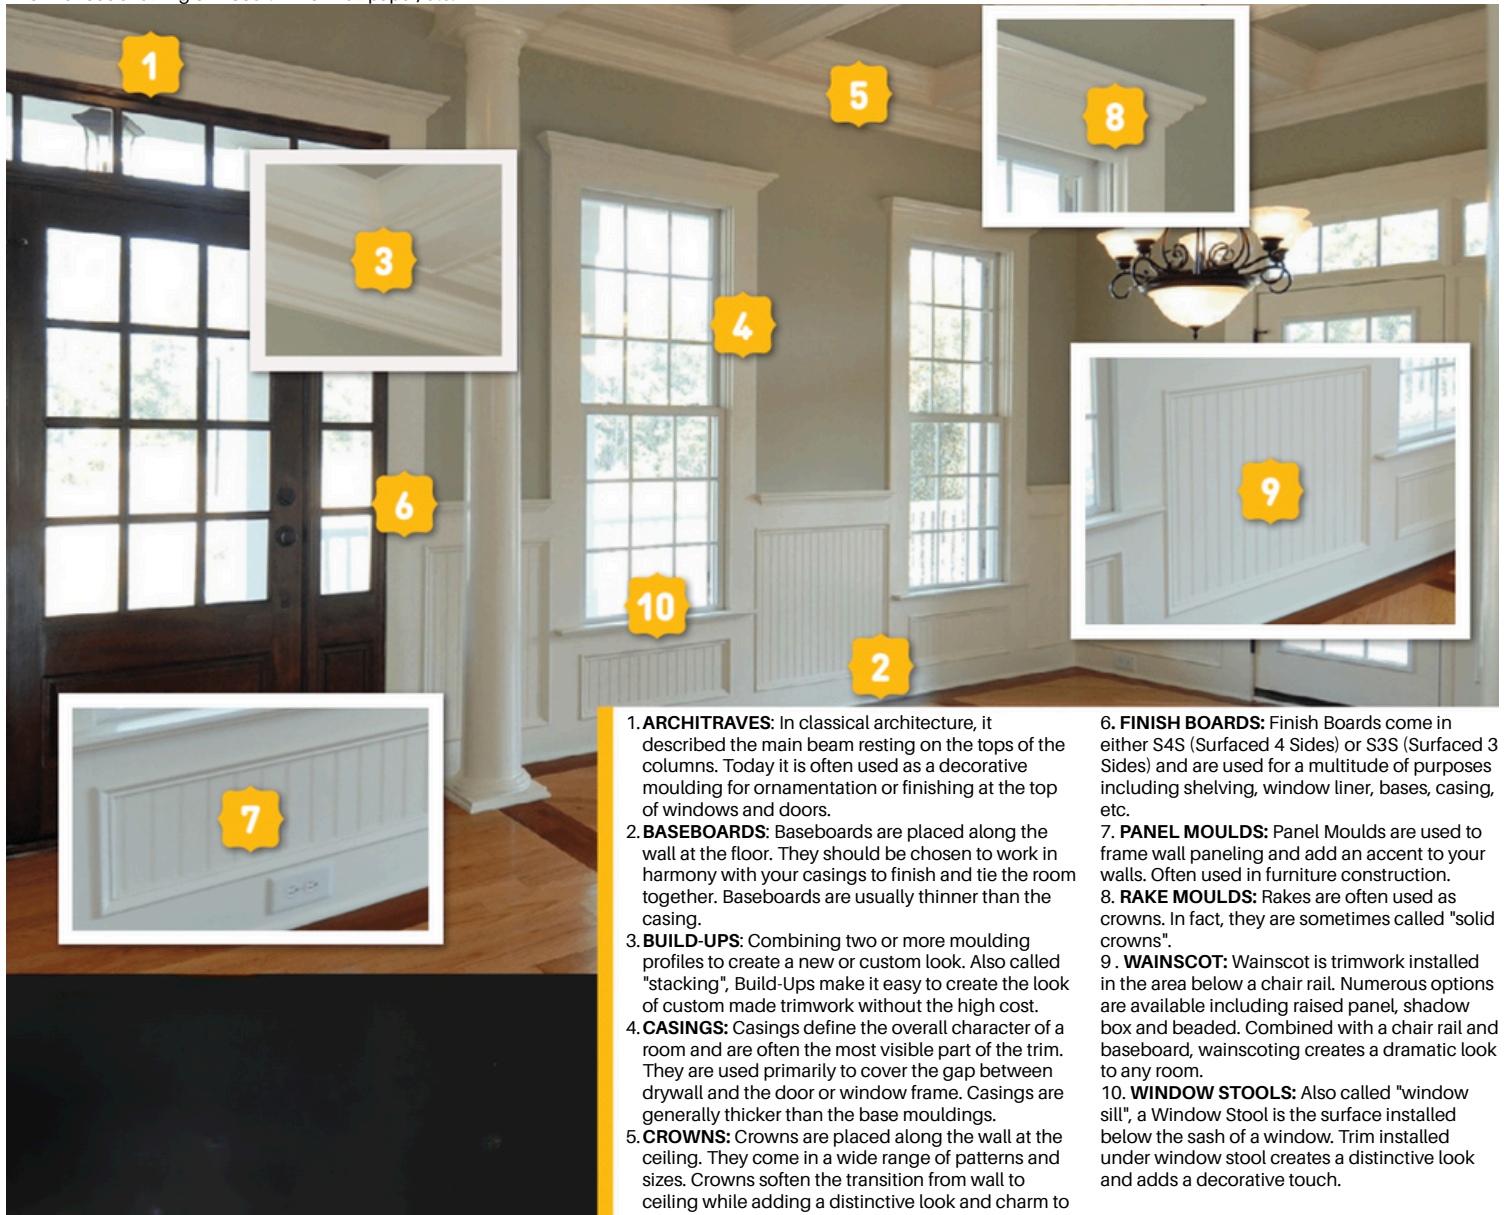 1
5
8
3
4
9
6
10
2
7
1. ARCHITRAVES: In classical architecture, it
described the main beam resting on the tops of the
columns. Today it is often used as a decorative
moulding for ornamentation or finishing at the top
of windows and doors.
2. BASEBOARDS: Baseboards are placed along the
wall at the floor. They should be chosen to work in
harmony with your casings to finish and tie the room
together. Baseboards are usually thinner than the
casing.
3. BUILD-UPS: Combining two or more moulding
profiles to create a new or custom look. Also called
"stacking", Build-Ups make it easy to create the look
of custom made trimwork without the high cost.
4. CASINGS: Casings define the overall character of a
room and are often the most visible part of the trim.
They are used primarily to cover the gap between
drywall and the door or window frame. Casings are
generally thicker than the base mouldings.
5. CROWNS: Crowns are placed along the wall at the
ceiling. They come in a wide range of patterns and
sizes. Crowns soften the transition from wall to
ceiling while adding a distinctive look and charm to
6. FINISH BOARDS: Finish Boards come in
either S4S (Surfaced 4 Sides) or S3S (Surfaced 3
Sides) and are used for a multitude of purposes
including shelving, window liner, bases, casing,
etc.
7. PANEL MOULDS: Panel Moulds are used to
frame wall paneling and add an accent to your
walls. Often used in furniture construction.
8. RAKE MOULDS: Rakes are often used as
crowns. In fact, they are sometimes called "solid
crowns".
9 . WAINSCOT: Wainscot is trimwork installed
in the area below a chair rail. Numerous options
are available including raised panel, shadow
box and beaded. Combined with a chair rail and
baseboard, wainscoting creates a dramatic look
to any room.
10. WINDOW STOOLS: Also called "window
sill", a Window Stool is the surface installed
below the sash of a window. Trim installed
under window stool creates a distinctive look
and adds a decorative touch.